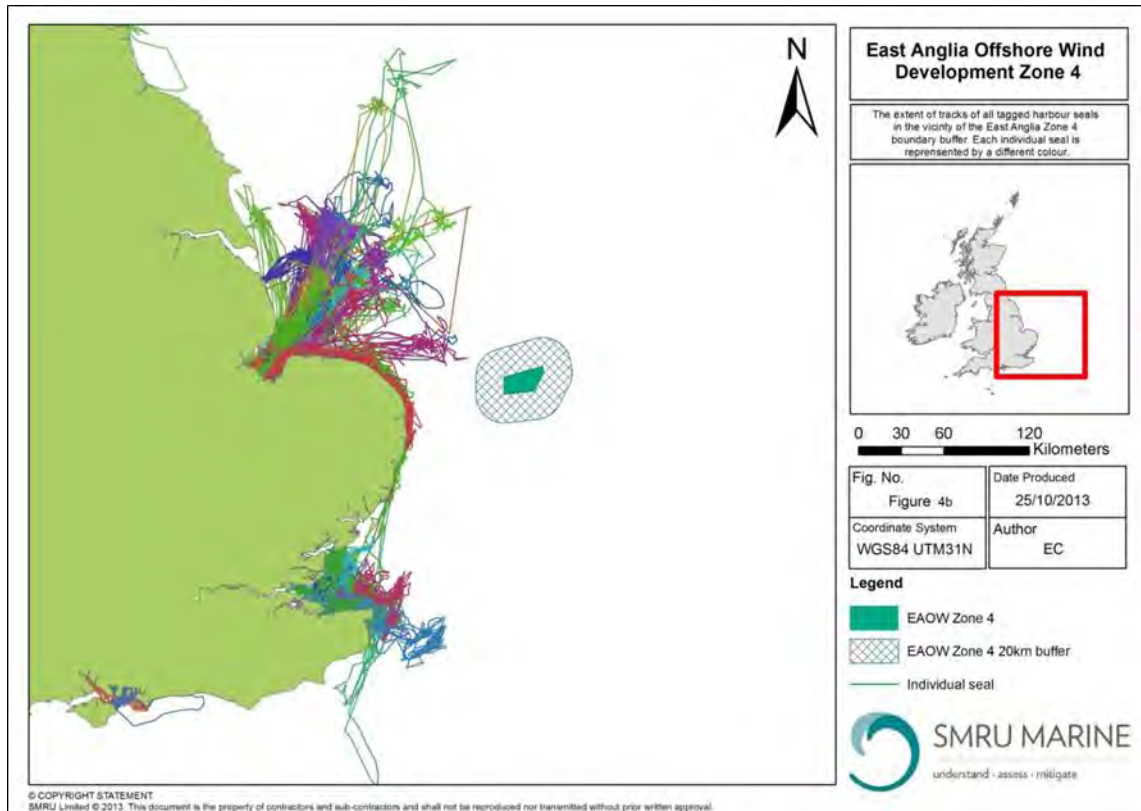 N
East Anglia Offshore Wind
Development Zone 4
The extent of tracks of all tagged harbour seals
in the vicinity of the East Anglia Zone 4
boundary buffer. Each individual seal is
reprensented by a different colour.
0 30 60 120
Kilometers
Fig. No.
Figure 4b
Date Produced
25/10/2013
Coordinate System
WGS84 UTM31N
Author
EC
Legend
EAOW Zone 4
EAOW Zone 4 20km buffer
Individual seal
SMRU MARINE
understand · assess · mitigate
© COPYRIGHT STATEMENT
SMRU Limited © 2013. This document is the property of contractors and sub-contractors and shall not be reproduced nor transmitted without prior written approval.